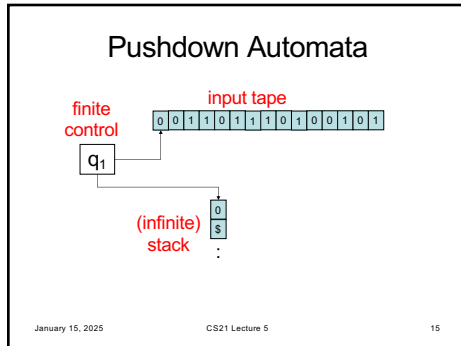 Pushdown Automata
input tape
finite
control
0 0 1 1 0 1 1 1 0 1 0 0 1 0 1
q₁
(infinite)
stack
0
$
:
January 15, 2025 CS21 Lecture 5 15